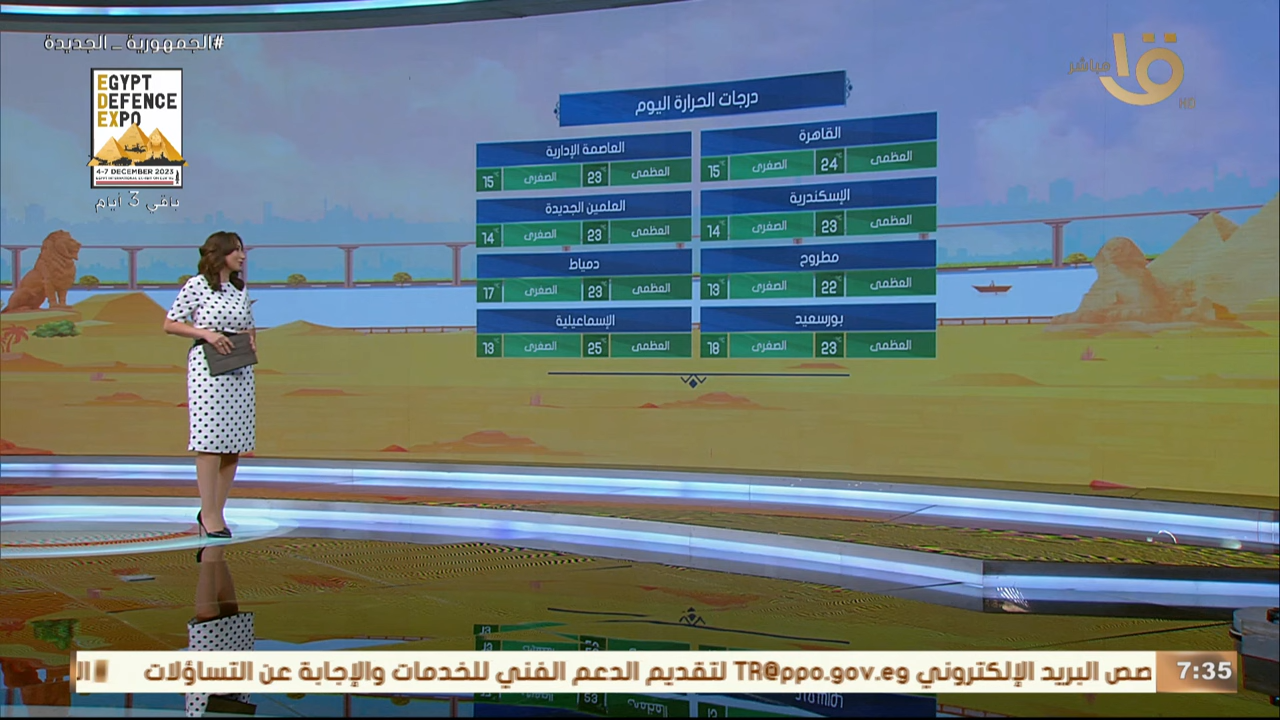 #الجمهورية_الجديدة
EGYPT
DEFENCE
EXPO
4-7 DECEMBER 2023
باقي 3 أيام
مباشر
HD
درجات الحرارة اليوم
القاهرة
العظمى 24°c الصغرى 15°c
العاصمة الإدارية
العظمى 23°c الصغرى 15°c
الإسكندرية
العظمى 23°c الصغرى 14°c
العلمين الجديدة
العظمى 23°c الصغرى 14°c
مطروح
العظمى 22°c الصغرى 13°c
دمياط
العظمى 23°c الصغرى 17°c
بورسعيد
العظمى 23°c الصغرى 18°c
الإسماعيلية
العظمى 25°c الصغرى 13°c
7:35
صص البريد الإلكتروني TR@ppo.gov.eg لتقديم الدعم الفني للخدمات والإجابة عن التساؤلات